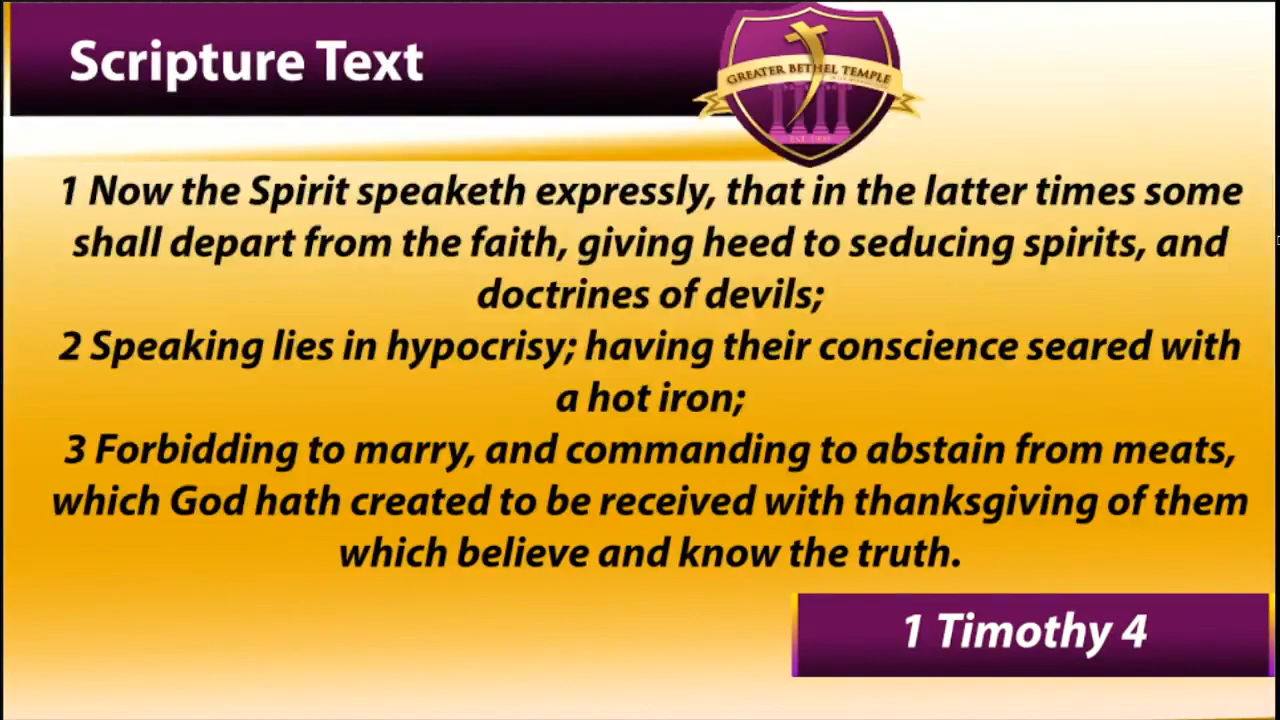 Scripture Text
GREATER BETHEL TEMPLE
1 Now the Spirit speaketh expressly, that in the latter times some
shall depart from the faith, giving heed to seducing spirits, and
doctrines of devils;
2 Speaking lies in hypocrisy; having their conscience seared with
a hot iron;
3 Forbidding to marry, and commanding to abstain from meats,
which God hath created to be received with thanksgiving of them
which believe and know the truth.
1 Timothy 4